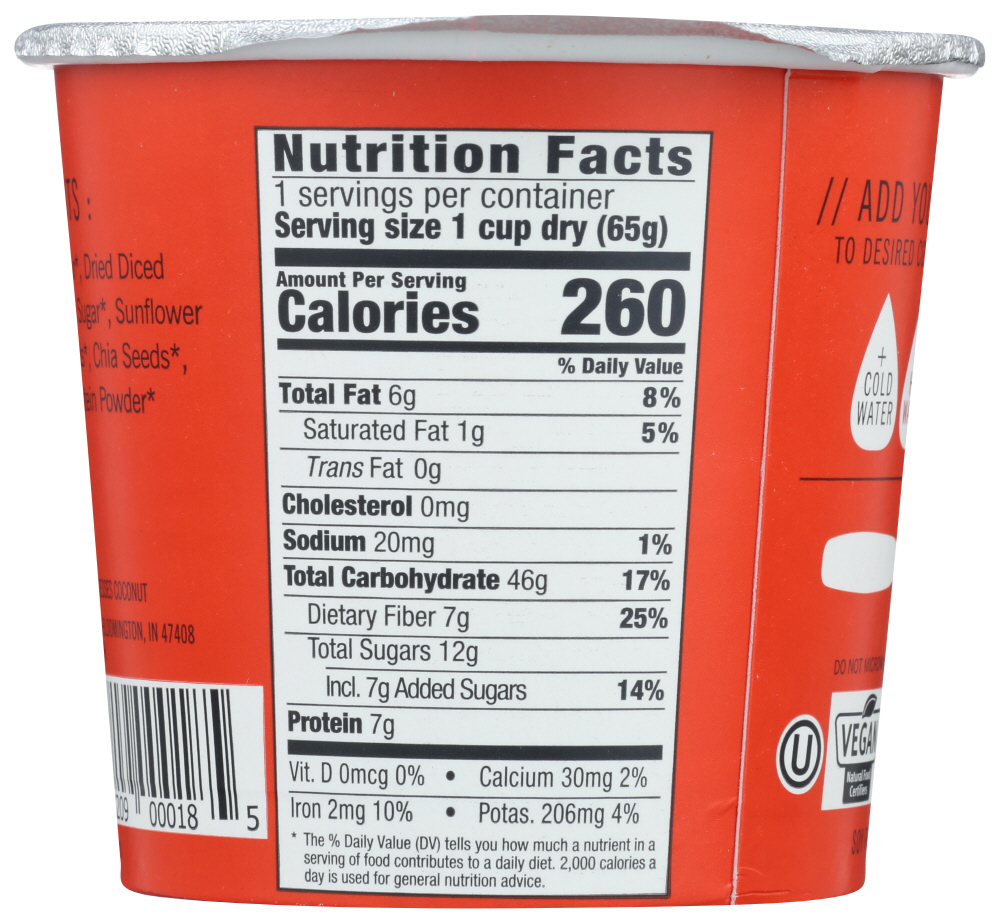 Nutrition Facts
1 servings per container
Serving size 1 cup dry (65g)
Amount Per Serving
Calories 260
% Daily Value
Total Fat 6g 8%
Saturated Fat 1g 5%
Trans Fat 0g
Cholesterol 0mg
Sodium 20mg 1%
Total Carbohydrate 46g 17%
Dietary Fiber 7g 25%
Total Sugars 12g
Incl. 7g Added Sugars 14%
Protein 7g
Vit. D 0mcg 0% • Calcium 30mg 2%
Iron 2mg 10% • Potas. 206mg 4%
* The % Daily Value (DV) tells you how much a nutrient in a
serving of food contributes to a daily diet. 2,000 calories a
day is used for general nutrition advice.
Dried Diced
Sugar*, Sunflower
Chia Seeds*,
Powder*
COCONUT
IN 47408
00018 5
// ADD
TO DESIRED
+
COLD
WATER
DO NOT
U
VEGAN
Natural Food
Certifiers